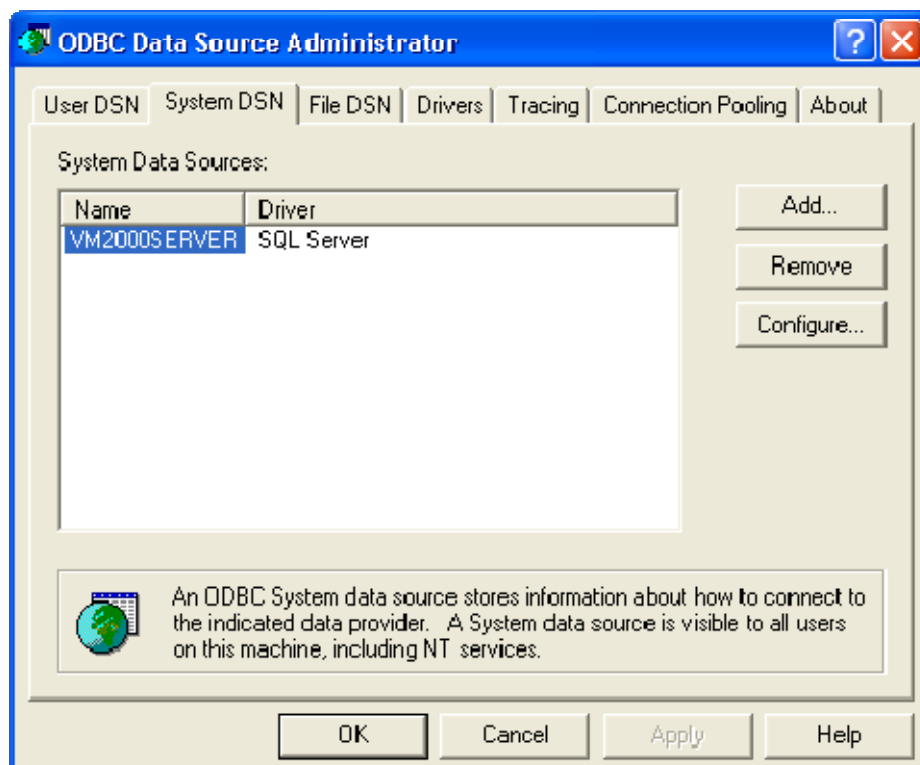 ODBC Data Source Administrator
User DSN System DSN File DSN Drivers Tracing Connection Pooling About
System Data Sources:
Name Driver
VM2000SERVER SQL Server
Add...
Remove
Configure...
An ODBC System data source stores information about how to connect to
the indicated data provider. A System data source is visible to all users
on this machine, including NT services.
OK Cancel Apply Help